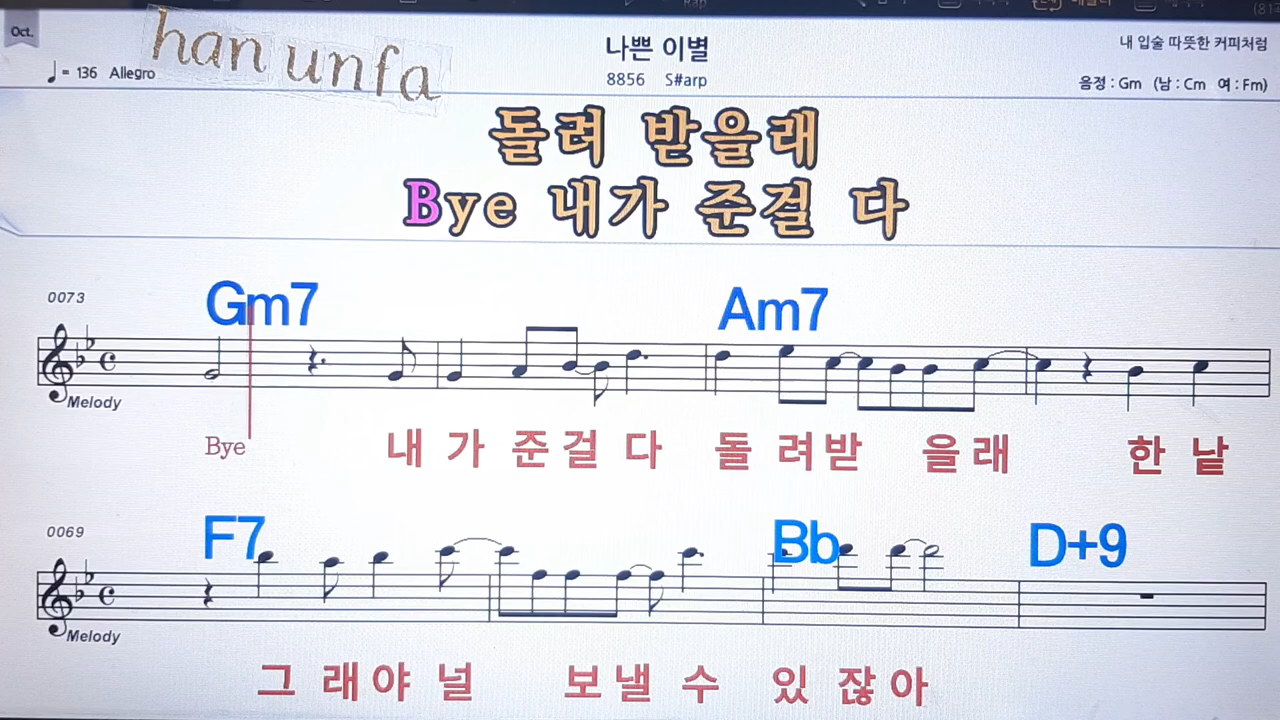 Oct.
han unfa
♩ = 136 Allegro
나쁜 이별
8856 S#arp
내 입술 따뜻한 커피처럼
음정 : Gm (남 : Cm 여 : Fm)
돌려 받을래
Bye 내가 준걸 다
0073
Gm7 Am7
Melody
Bye 내 가 준걸 다 돌 려받 을래 한 낱
0069
F7 Bb D+9
Melody
그 래야 널 보낼 수 있 잖아